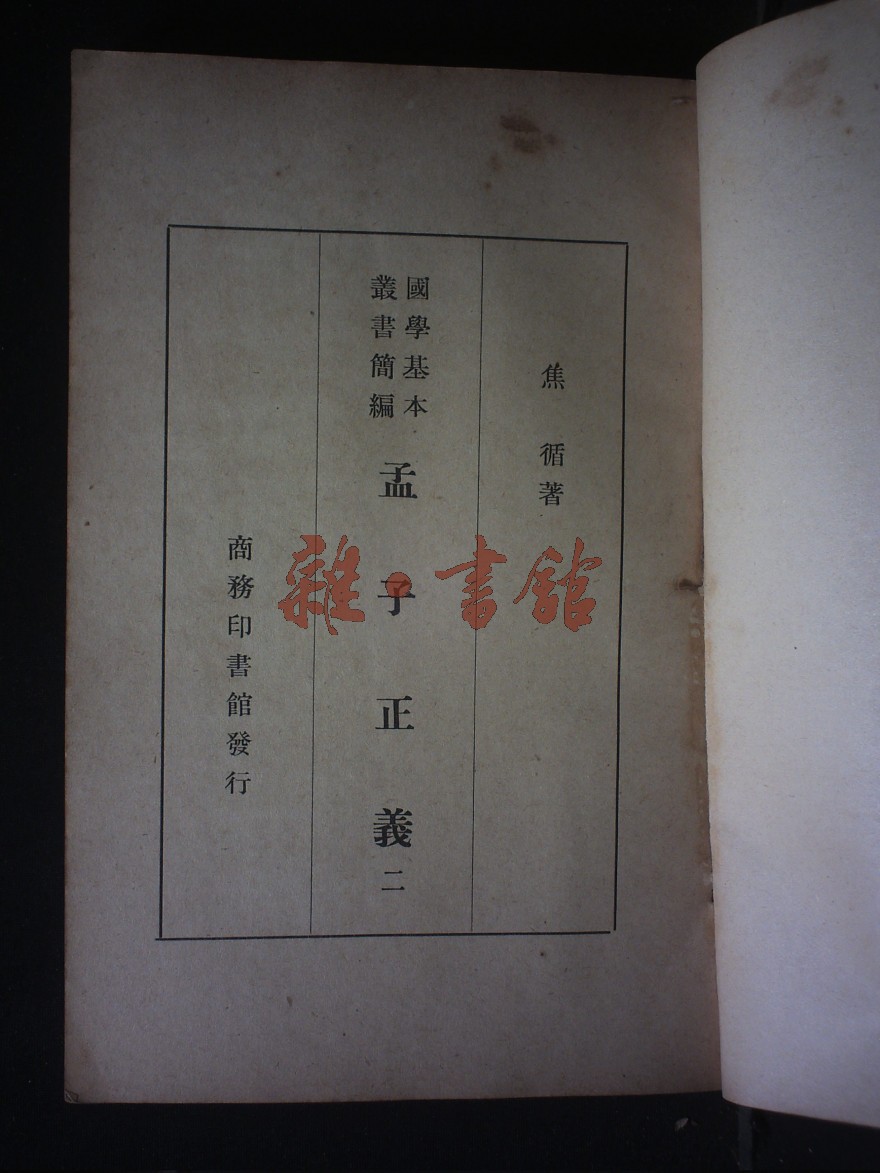 焦循著
國學基本
叢書簡編
孟子正義二
商務印書館發行
雜·書館